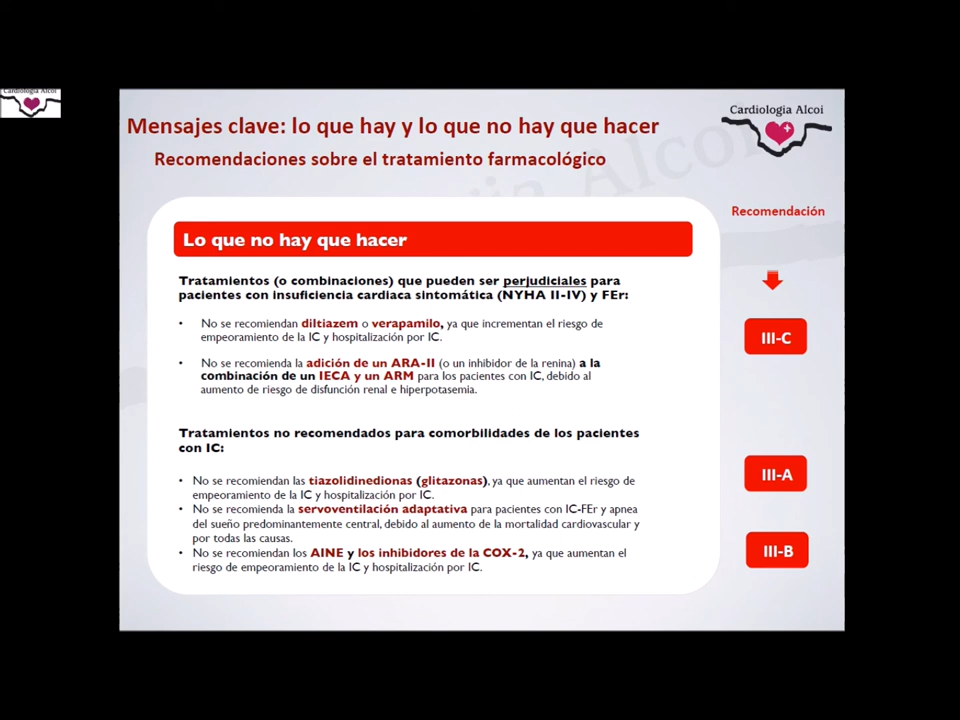 Cardiologia Alcoi
Mensajes clave: lo que hay y lo que no hay que hacer
Recomendaciones sobre el tratamiento farmacológico
Cardiologia Alcoi
Recomendación
Lo que no hay que hacer
Tratamientos (o combinaciones) que pueden ser perjudiciales para
pacientes con insuficiencia cardiaca sintomática (NYHA II-IV) y FEr:
• No se recomiendan diltiazem o verapamilo, ya que incrementan el riesgo de
empeoramiento de la IC y hospitalización por IC.
III-C
• No se recomienda la adición de un ARA-II (o un inhibidor de la renina) a la
combinación de un IECA y un ARM para los pacientes con IC, debido al
aumento de riesgo de disfunción renal e hiperpotasemia.
Tratamientos no recomendados para comorbilidades de los pacientes
con IC:
• No se recomiendan las tiazolidinedionas (glitazonas), ya que aumentan el riesgo de
empeoramiento de la IC y hospitalización por IC.
III-A
• No se recomienda la servoventilación adaptativa para pacientes con IC-FEr y apnea
del sueño predominantemente central, debido al aumento de la mortalidad cardiovascular y
por todas las causas.
• No se recomiendan los AINE y los inhibidores de la COX-2, ya que aumentan el
riesgo de empeoramiento de la IC y hospitalización por IC.
III-B